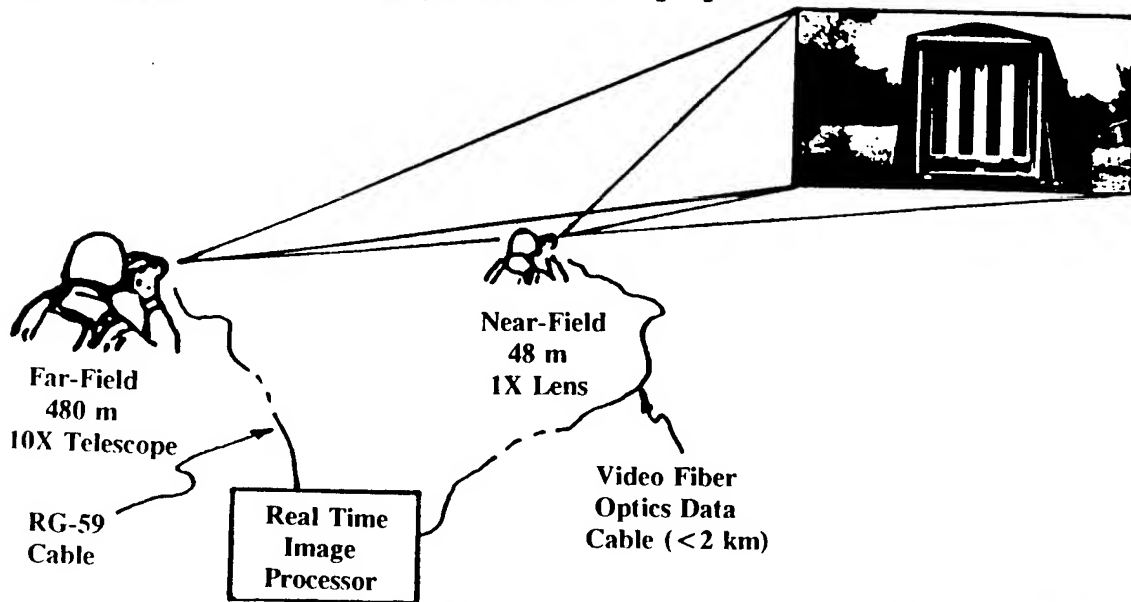 Far-Field
480 m
10X Telescope
Near-Field
48 m
1X Lens
RG-59
Cable
Real Time
Image
Processor
Video Fiber
Optics Data
Cable (<2 km)